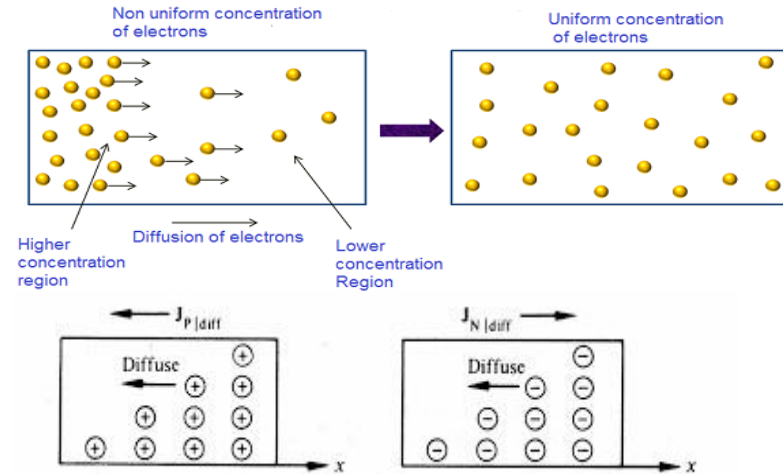 Non uniform concentration
of electrons
Uniform concentration
of electrons
Diffusion of electrons
Higher
concentration
region
Lower
concentration
Region
J P|diff
Diffuse
x
J N|diff
Diffuse
x